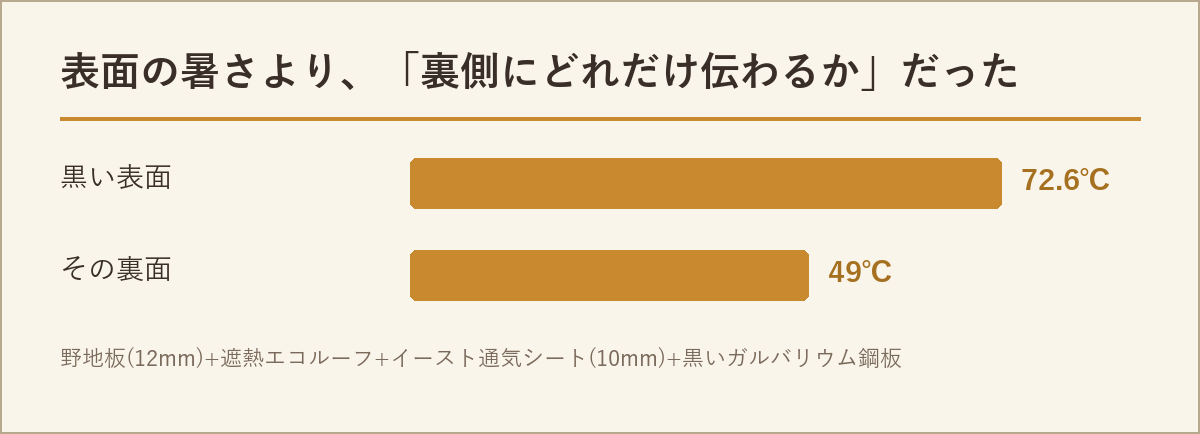 表面の暑さより、「裏側にどれだけ伝わるか」だった
黒い表面
72.6℃
その裏面
49℃
野地板(12mm)+遮熱エコルーフ+イースト通気シート(10mm)+黒いガルバリウム鋼板